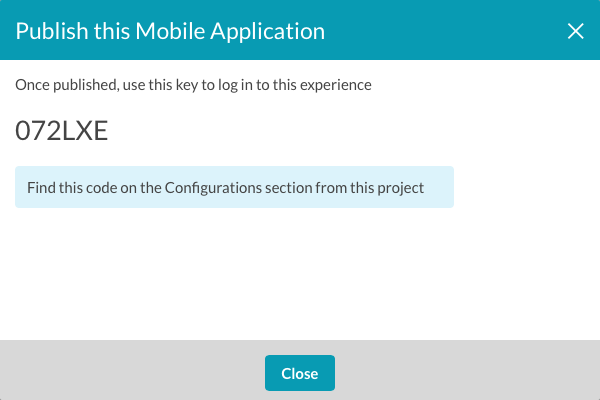 Publish this Mobile Application
Once published, use this key to log in to this experience
072LXE
Find this code on the Configurations section from this project
Close